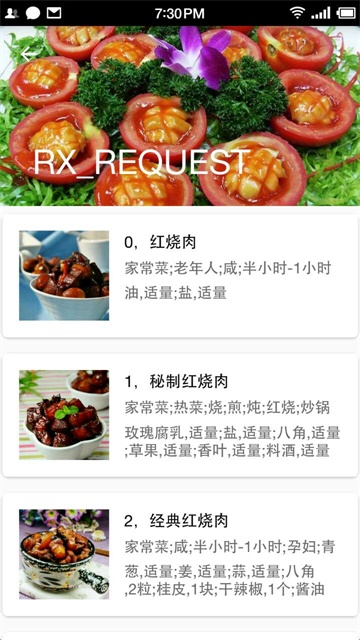 7:30PM
RX_REQUEST
0，红烧肉
家常菜;老年人;咸;半小时-1小时
油,适量;盐,适量
1，秘制红烧肉
家常菜;热菜;烧;煎;炖;红烧;炒锅
玫瑰腐乳,适量;盐,适量;八角,适量
;草果,适量;香叶,适量;料酒,适量
2，经典红烧肉
家常菜;咸;半小时-1小时;孕妇;青
葱,适量;姜,适量;蒜,适量;八角
,2粒;桂皮,1块;干辣椒,1个;酱油